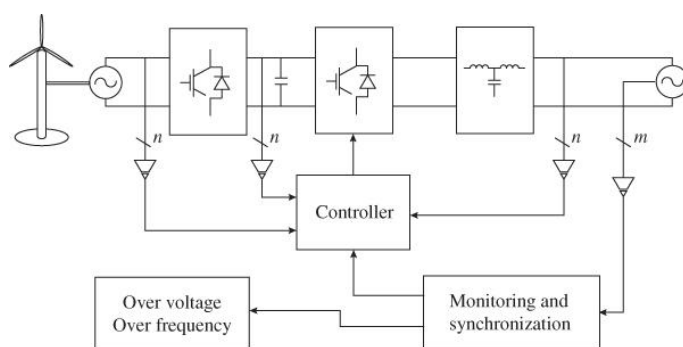 n
n
n
m
Controller
Over voltage
Over frequency
Monitoring and
synchronization